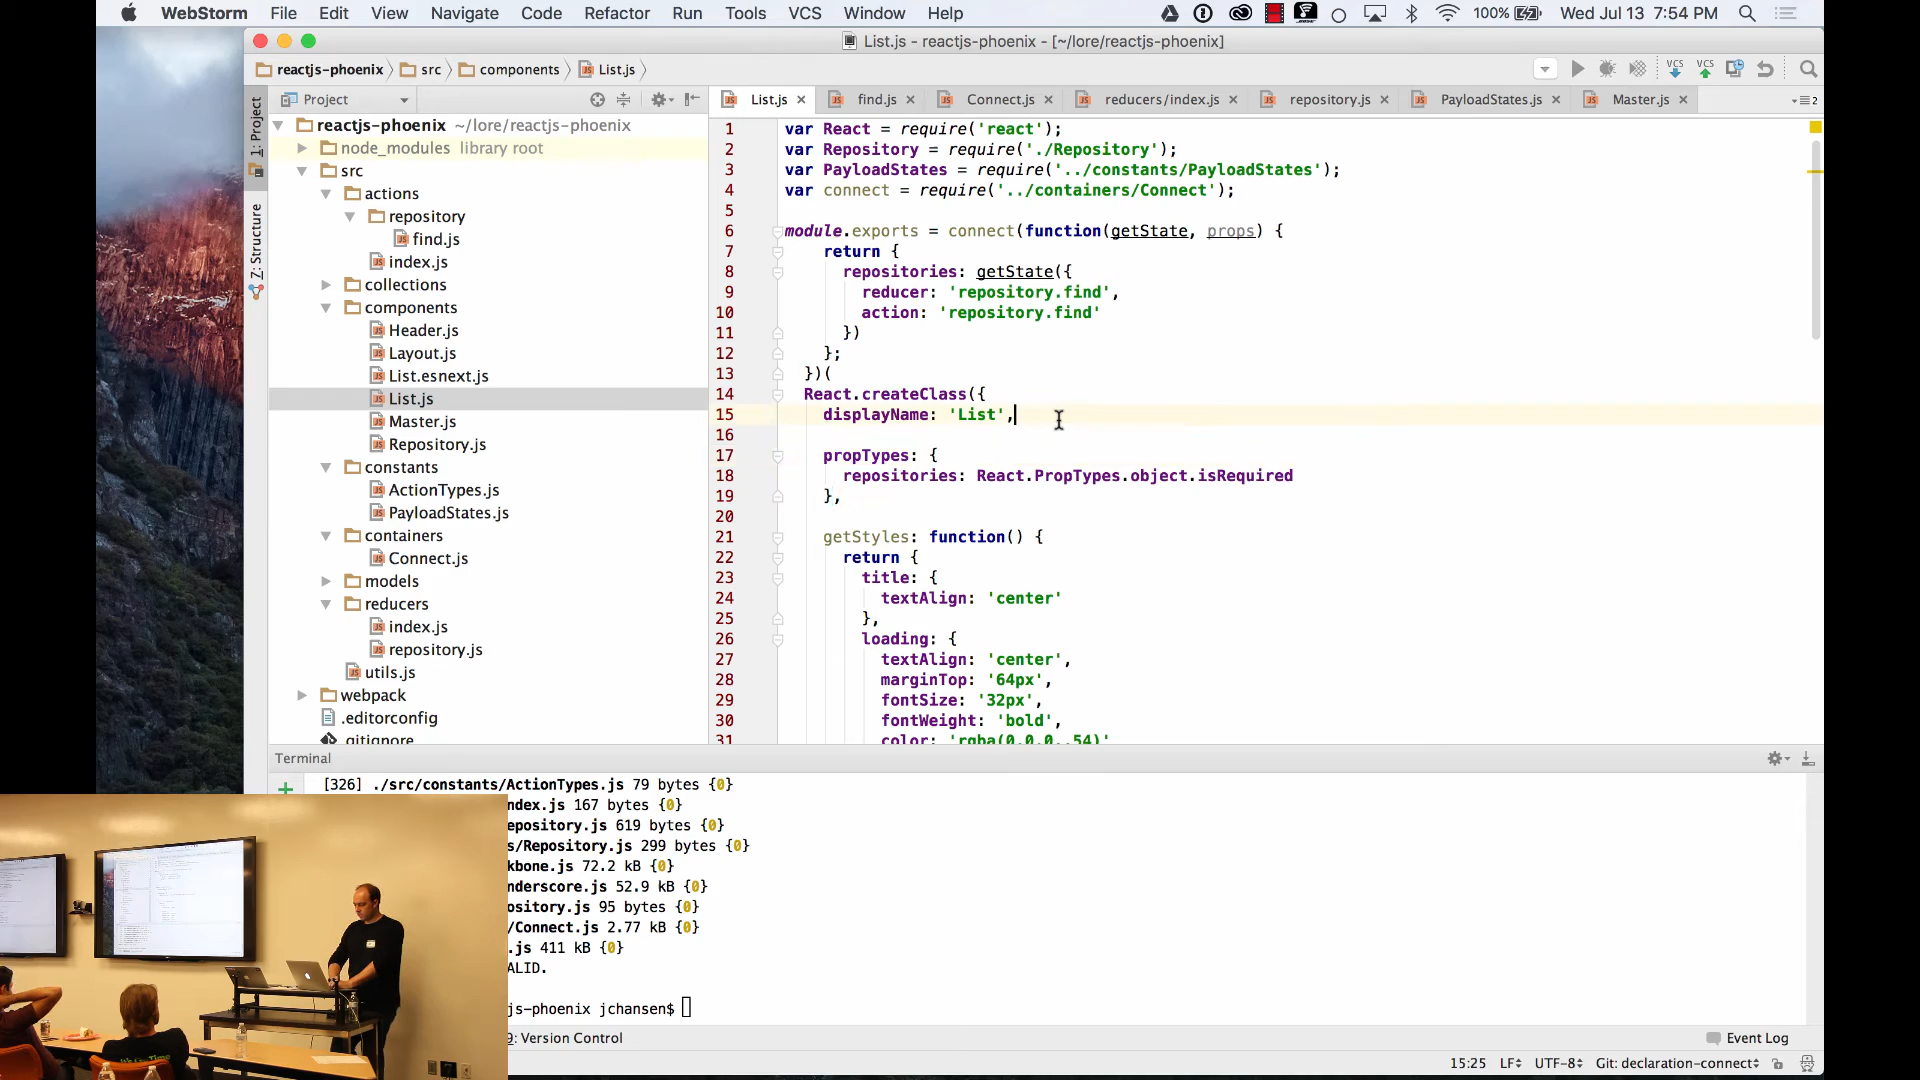 WebStorm File Edit View Navigate Code Refactor Run Tools VCS Window Help 100% Wed Jul 13 7:54 PM
List.js - reactjs-phoenix - [~/lore/reactjs-phoenix]
reactjs-phoenix src components List.js VCS VCS
1: Project
Z: Structure
Project
List.js find.js Connect.js reducers/index.js repository.js PayloadStates.js Master.js 2
reactjs-phoenix ~/lore/reactjs-phoenix
node_modules library root
src
actions
repository
find.js
index.js
collections
components
Header.js
Layout.js
List.esnext.js
List.js
Master.js
Repository.js
constants
ActionTypes.js
PayloadStates.js
containers
Connect.js
models
reducers
index.js
repository.js
utils.js
webpack
.editorconfig
.gitignore
1 var React = require('react');
2 var Repository = require('./Repository');
3 var PayloadStates = require('../constants/PayloadStates');
4 var connect = require('../containers/Connect');
5
6 module.exports = connect(function(getState, props) {
7 return {
8 repositories: getState({
9 reducer: 'repository.find',
10 action: 'repository.find'
11 })
12 };
13 })(
14 React.createClass({
15 displayName: 'List',
16
17 propTypes: {
18 repositories: React.PropTypes.object.isRequired
19 },
20
21 getStyles: function() {
22 return {
23 title: {
24 textAlign: 'center'
25 },
26 loading: {
27 textAlign: 'center',
28 marginTop: '64px',
29 fontSize: '32px',
30 fontWeight: 'bold',
31 color: 'rgba(0,0,0,.54)'
Terminal
[326] ./src/constants/ActionTypes.js 79 bytes {0}
ndex.js 167 bytes {0}
epository.js 619 bytes {0}
s/Repository.js 299 bytes {0}
kbone.js 72.2 kB {0}
nderscore.js 52.9 kB {0}
ository.js 95 bytes {0}
/Connect.js 2.77 kB {0}
.js 411 kB {0}
ALID.
js-phoenix jchansen$
9: Version Control Event Log
15:25 LF UTF-8 Git: declaration-connect